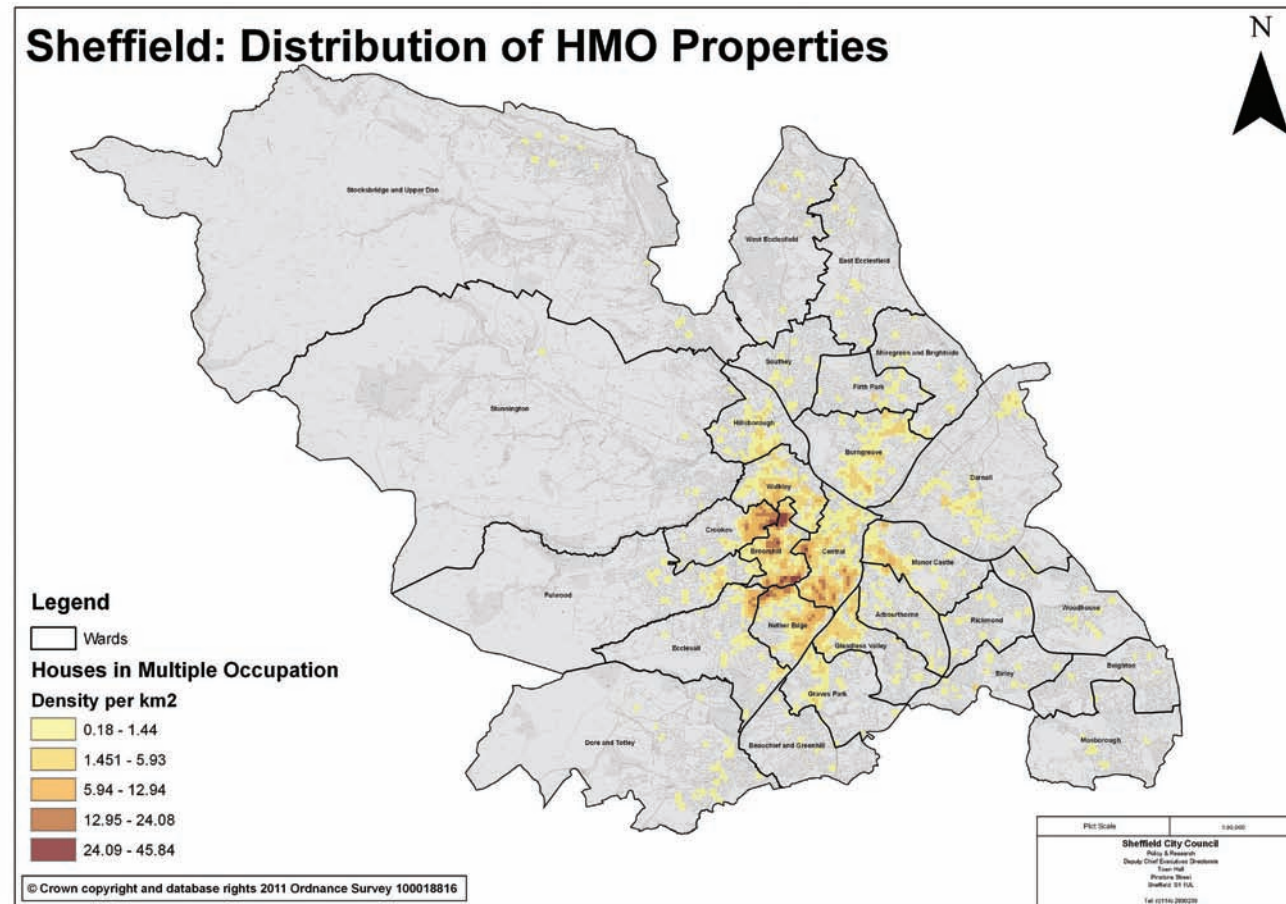 Sheffield: Distribution of HMO Properties
N
Stocksbridge and Upper Don
West Ecclesfield
East Ecclesfield
Southey
Shiregreen and Brightside
Firth Park
Stannington
Hillsborough
Burngreave
Darnall
Walkley
Crookes
Broomhill
Central
Manor Castle
Fulwood
Arbourthorne
Richmond
Woodhouse
Nether Edge
Ecclesall
Gleadless Valley
Birley
Beighton
Graves Park
Dore and Totley
Beauchief and Greenhill
Mosborough
Legend
Wards
Houses in Multiple Occupation
Density per km2
0.18 - 1.44
1.451 - 5.93
5.94 - 12.94
12.95 - 24.08
24.09 - 45.84
© Crown copyright and database rights 2011 Ordnance Survey 100018816
Plot Scale
Sheffield City Council
Policy & Research
Deputy Chief Executives Directorate
Town Hall
Pinstone Street
Sheffield S1